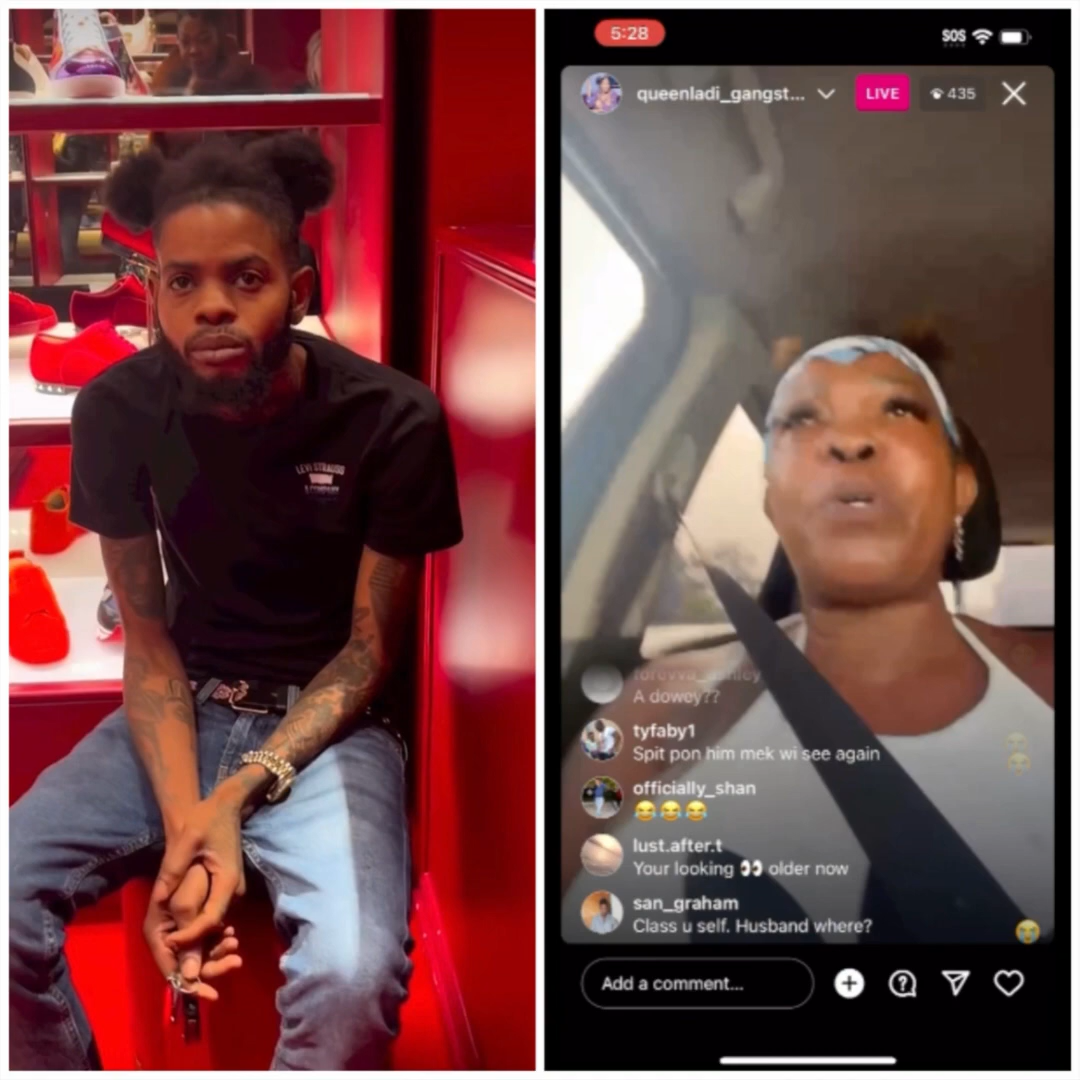 LEVI STRAUSS
& COMPANY
5:28
SOS
queenladi_gangst...
LIVE
435
A dowey??
tyfaby1
Spit pon him mek wi see again
officially_shan
lust.after.t
Your looking 👀 older now
san_graham
Class u self. Husband where?
Add a comment...